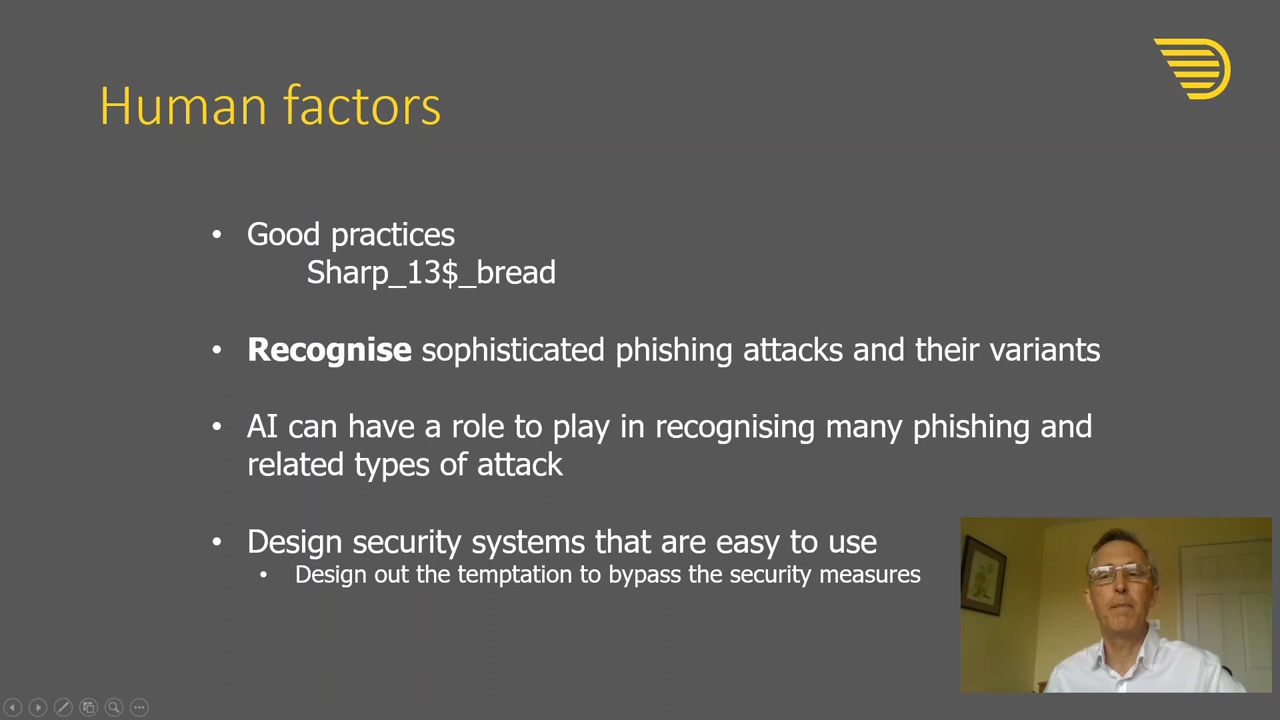 Human factors
• Good practices
Sharp_13$_bread
• Recognise sophisticated phishing attacks and their variants
• AI can have a role to play in recognising many phishing and
related types of attack
• Design security systems that are easy to use
• Design out the temptation to bypass the security measures